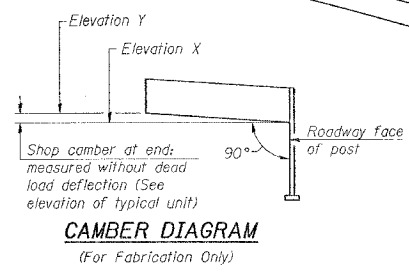 Elevation Y
Elevation X
Shop camber at end;
measured without dead
load deflection (See
elevation of typical unit)
90°
Roadway face
of post
CAMBER DIAGRAM
(For Fabrication Only)